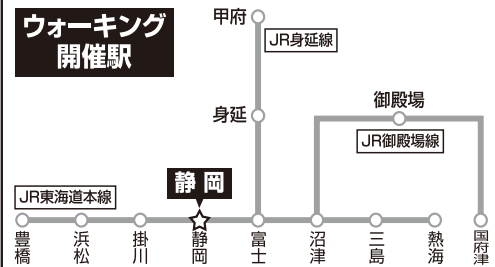 ウォーキング
開催駅
甲府
JR身延線
身延
御殿場
JR御殿場線
静岡
JR東海道本線
豊橋
浜松
掛川
静岡
富士
沼津
三島
熱海
国府津